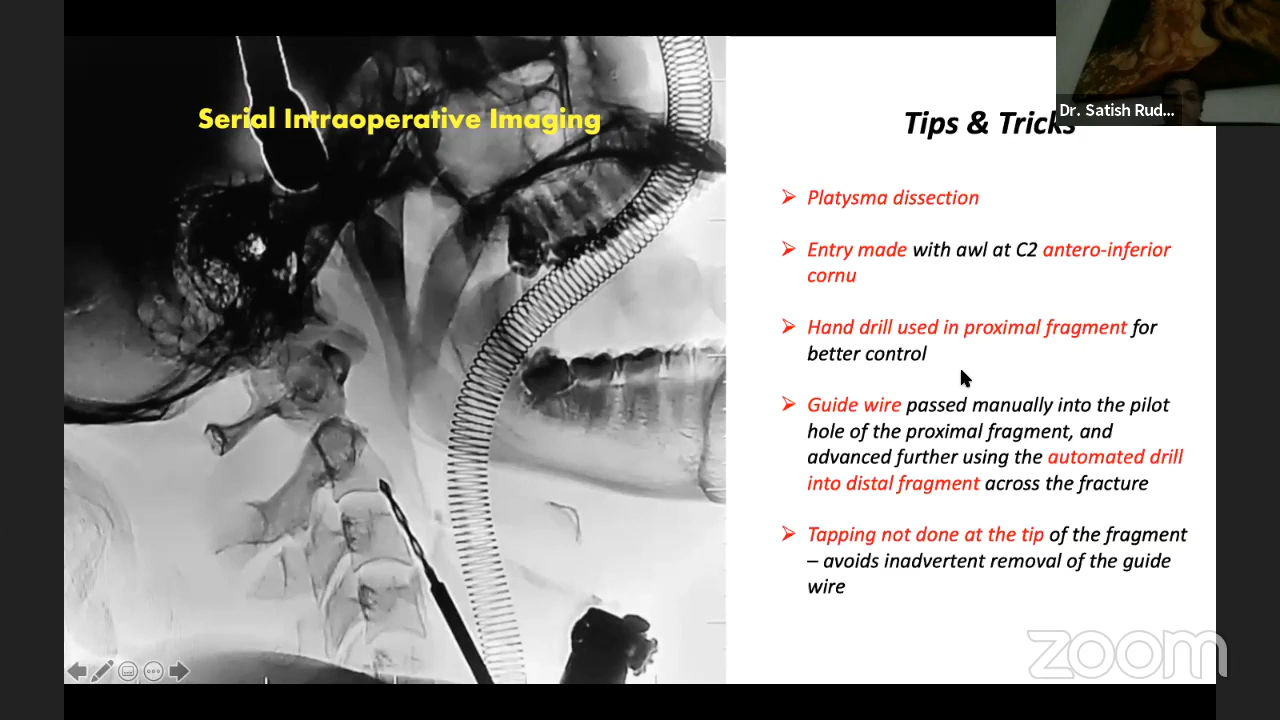 Serial Intraoperative Imaging
Dr. Satish Rud...
Tips & Tricks
Platysma dissection
Entry made with awl at C2 antero-inferior
cornu
Hand drill used in proximal fragment for
better control
Guide wire passed manually into the pilot
hole of the proximal fragment, and
advanced further using the automated drill
into distal fragment across the fracture
Tapping not done at the tip of the fragment
– avoids inadvertent removal of the guide
wire
zoom